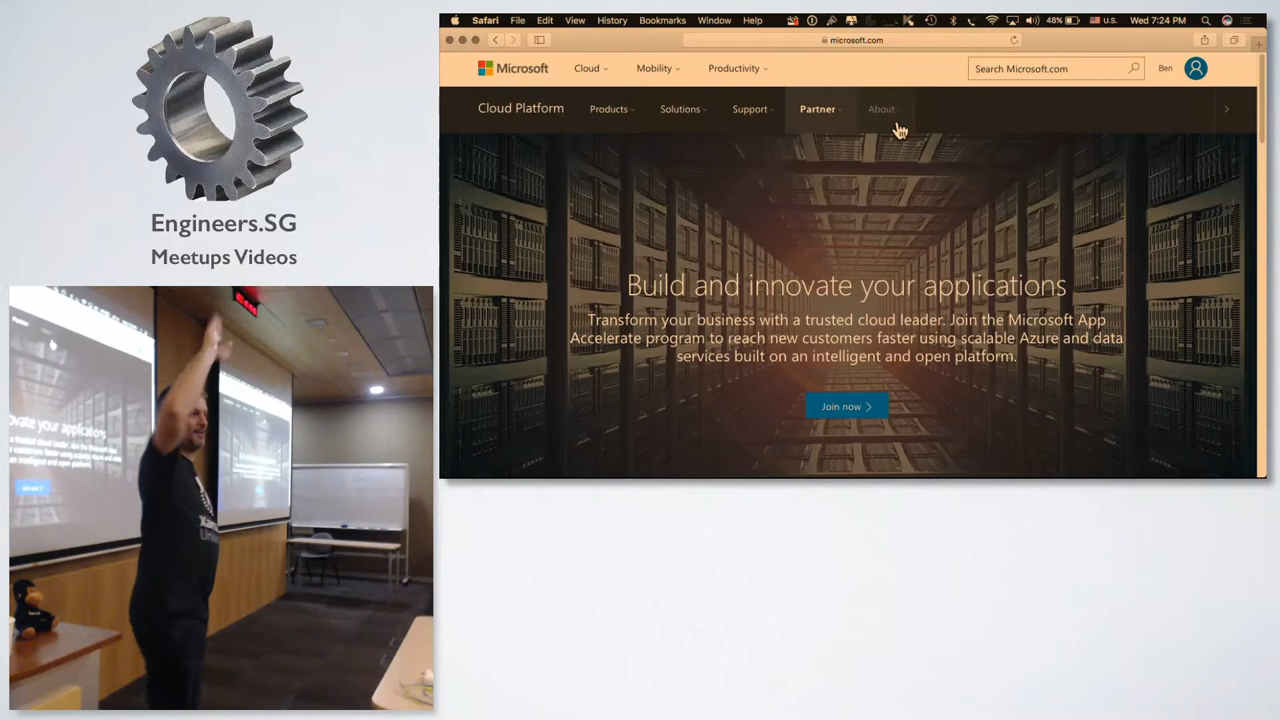 Engineers.SG
Meetups Videos
Safari File Edit View History Bookmarks Window Help 48% U.S. Wed 7:24 PM
microsoft.com
Microsoft Cloud Mobility Productivity Search Microsoft.com Ben
Cloud Platform Products Solutions Support Partner About
Build and innovate your applications
Transform your business with a trusted cloud leader. Join the Microsoft App
Accelerate program to reach new customers faster using scalable Azure and data
services built on an intelligent and open platform.
Join now
ovate your applications